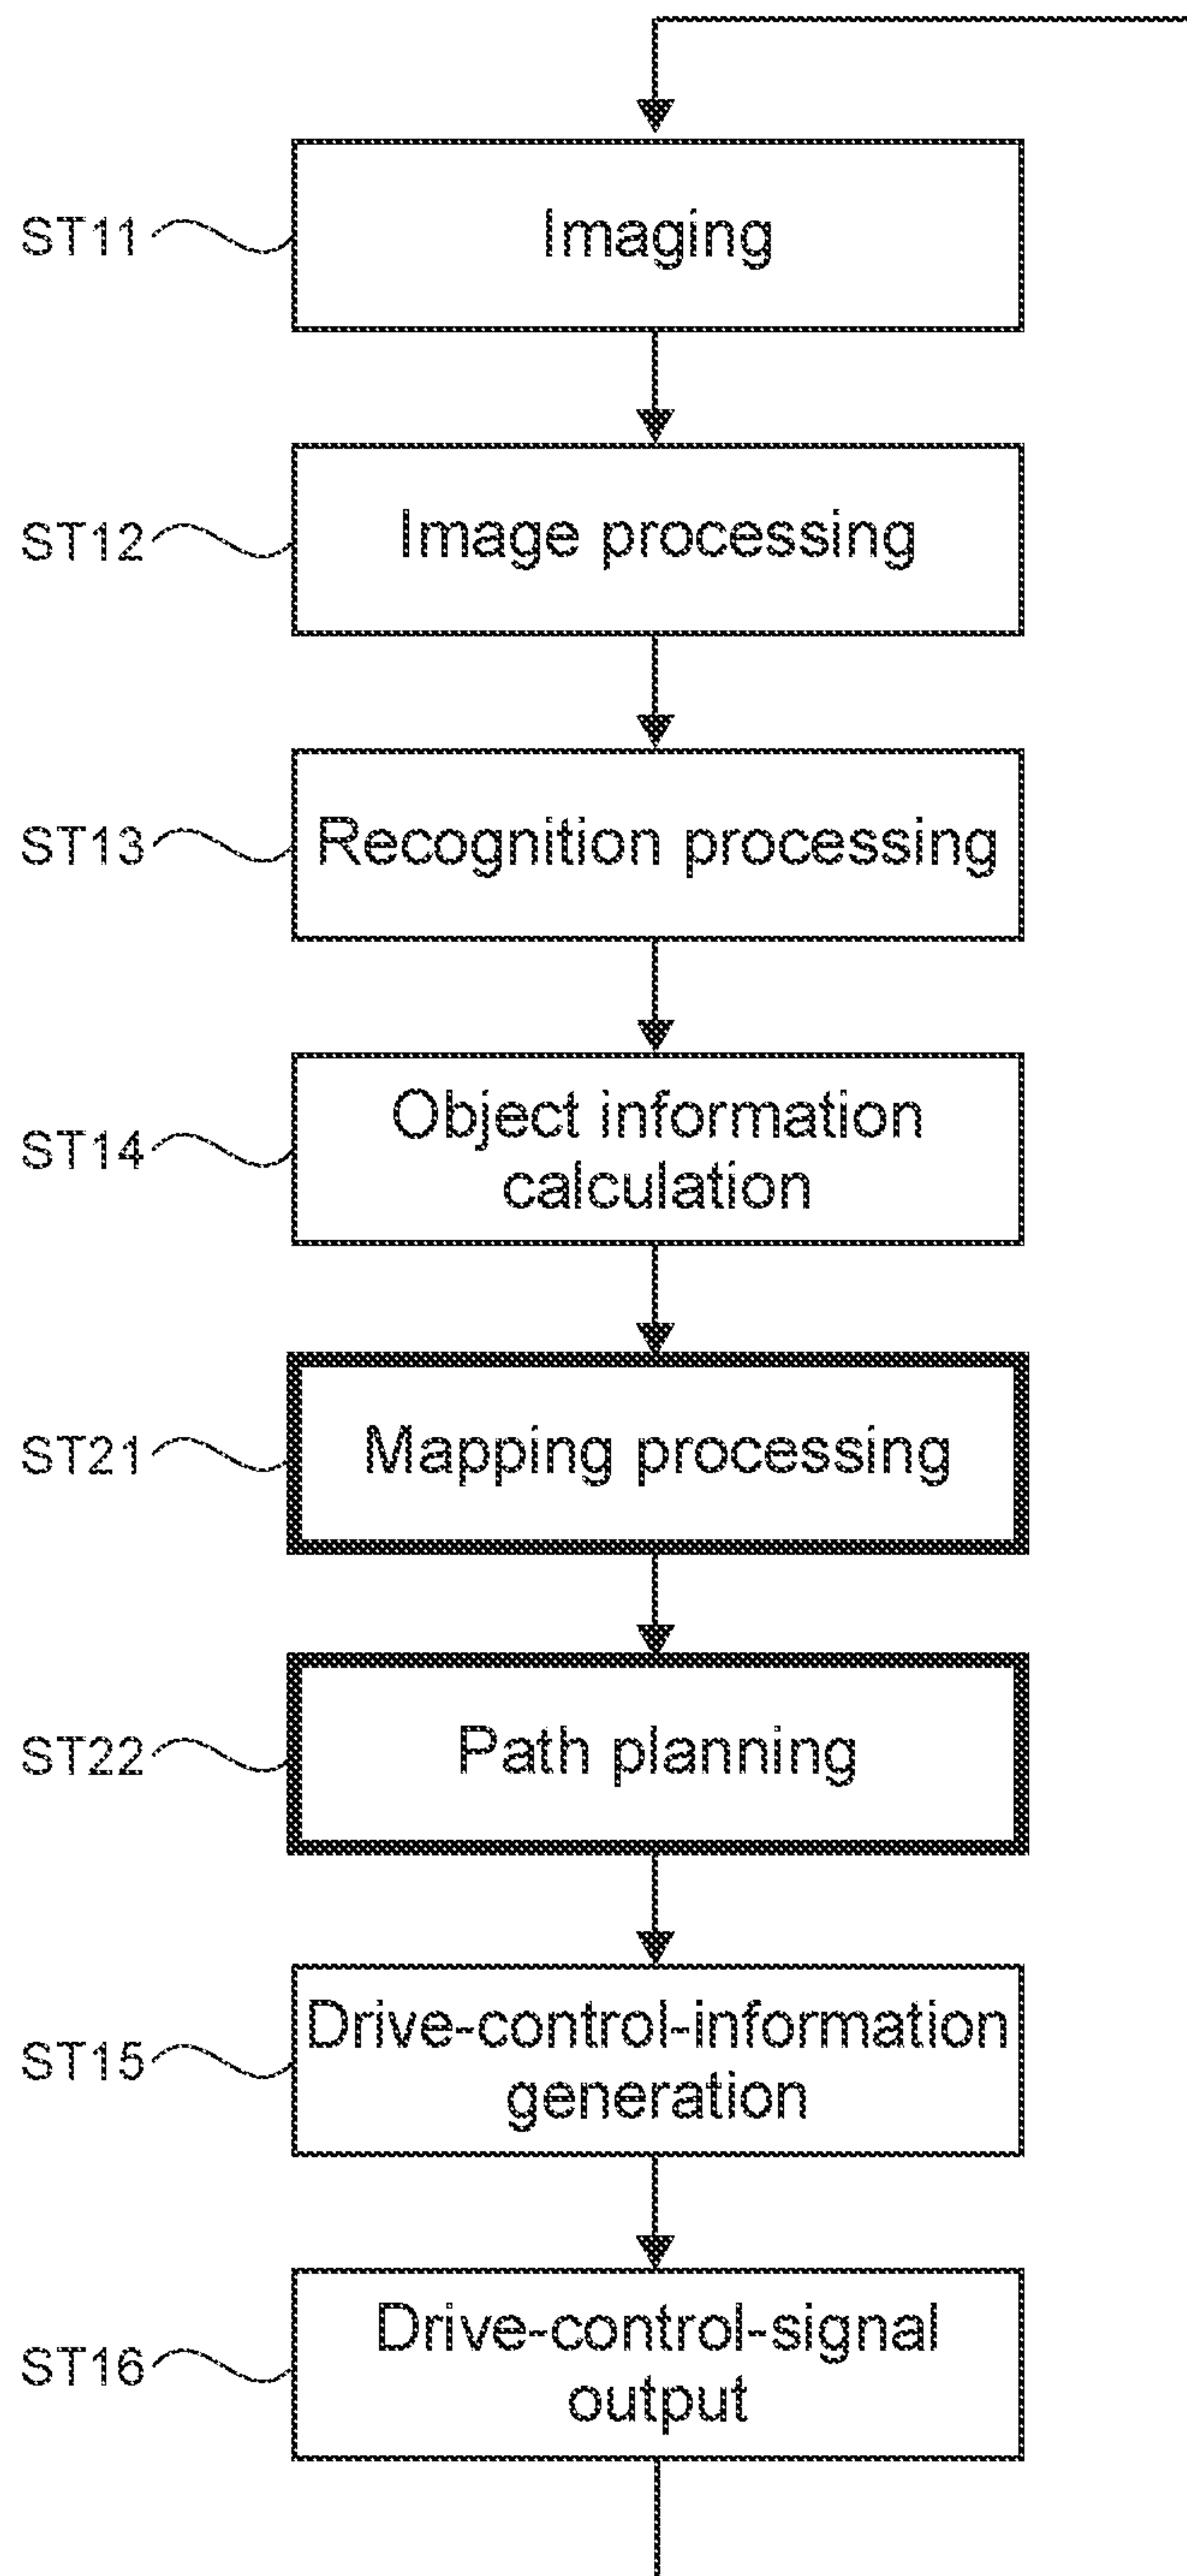 ST11
Imaging
ST12
Image processing
ST13
Recognition processing
ST14
Object information
calculation
ST21
Mapping processing
ST22
Path planning
ST15
Drive-control-information
generation
ST16
Drive-control-signal
output